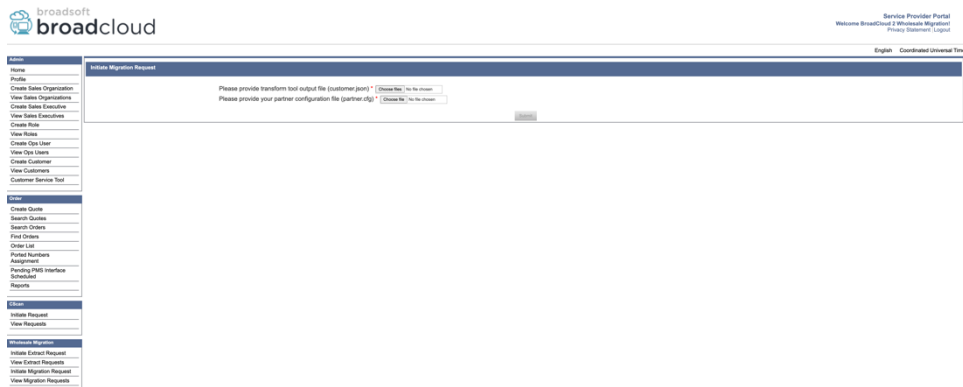 broadsoft
broadcloud
Service Provider Portal
Welcome BroadCloud 2 Wholesale Migration!
Privacy Statement | Logout
English Coordinated Universal Time
Admin
Home
Profile
Create Sales Organization
View Sales Organizations
Create Sales Executive
View Sales Executives
Create Role
View Roles
Create Ops User
View Ops Users
Create Customer
View Customers
Customer Service Tool
Initiate Migration Request
Please provide transform tool output file (customer.json) * Choose Files No file chosen
Please provide your partner configuration file (partner.cfg) * Choose file No file chosen
Submit
Order
Create Quote
Search Quotes
Search Orders
Find Orders
Order List
Ported Numbers
Assignment
Pending PMS Interface
Scheduled
Reports
CScan
Initiate Request
View Requests
Wholesale Migration
Initiate Extract Request
View Extract Requests
Initiate Migration Request
View Migration Requests